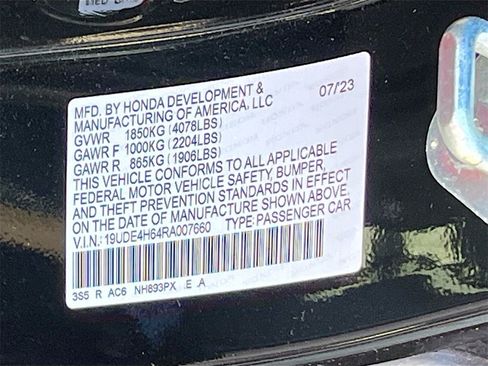 MFD. BY HONDA DEVELOPMENT & 07/23
MANUFACTURING OF AMERICA, LLC
GVWR 1850KG (4078LBS)
GAWR F 1000KG (2204LBS)
GAWR R 865KG (1906LBS)
THIS VEHICLE CONFORMS TO ALL APPLICABLE
FEDERAL MOTOR VEHICLE SAFETY, BUMPER,
AND THEFT PREVENTION STANDARDS IN EFFECT
ON THE DATE OF MANUFACTURE SHOWN ABOVE.
V.I.N.: 19UDE4H64RA007660 TYPE: PASSENGER CAR
3S5 R AC6 NH893PX .E .A